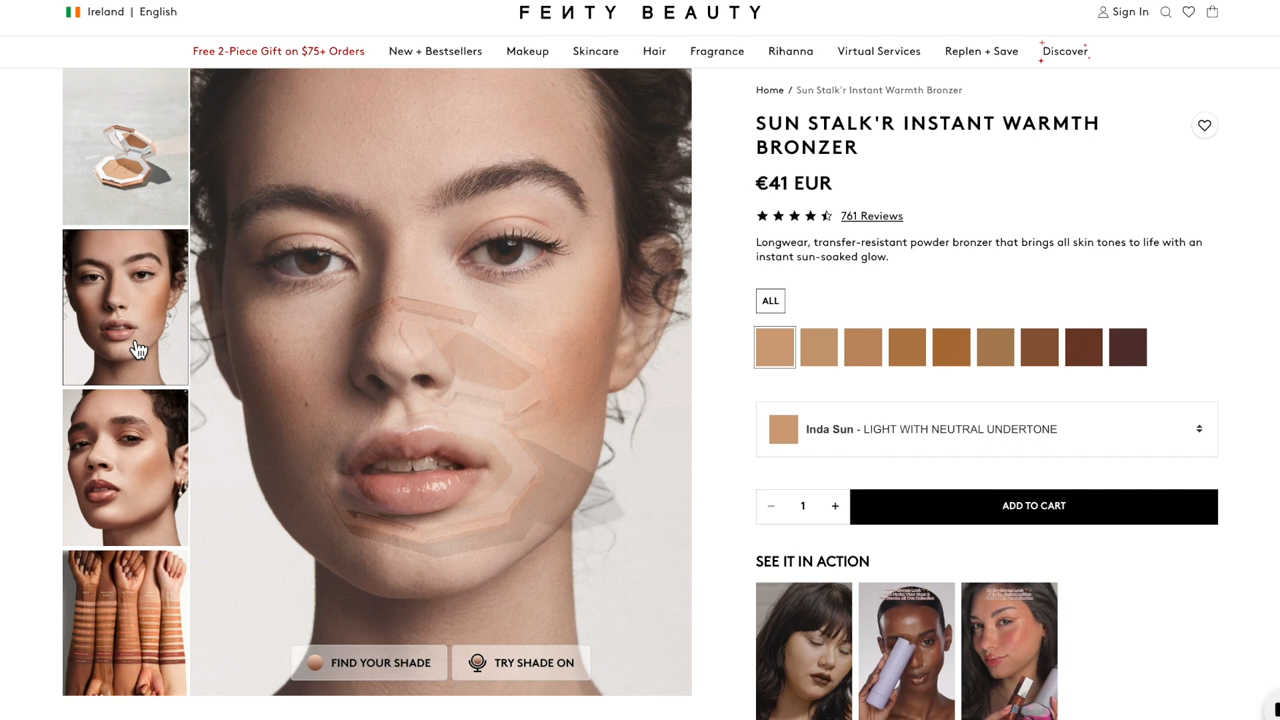 Ireland | English
FENTY BEAUTY
Sign In
Free 2-Piece Gift on $75+ Orders
New + Bestsellers
Makeup
Skincare
Hair
Fragrance
Rihanna
Virtual Services
Replen + Save
Discover
Home / Sun Stalk'r Instant Warmth Bronzer
SUN STALK'R INSTANT WARMTH
BRONZER
€41 EUR
761 Reviews
Longwear, transfer-resistant powder bronzer that brings all skin tones to life with an
instant sun-soaked glow.
ALL
Inda Sun - LIGHT WITH NEUTRAL UNDERTONE
− 1 +
ADD TO CART
SEE IT IN ACTION
FIND YOUR SHADE
TRY SHADE ON